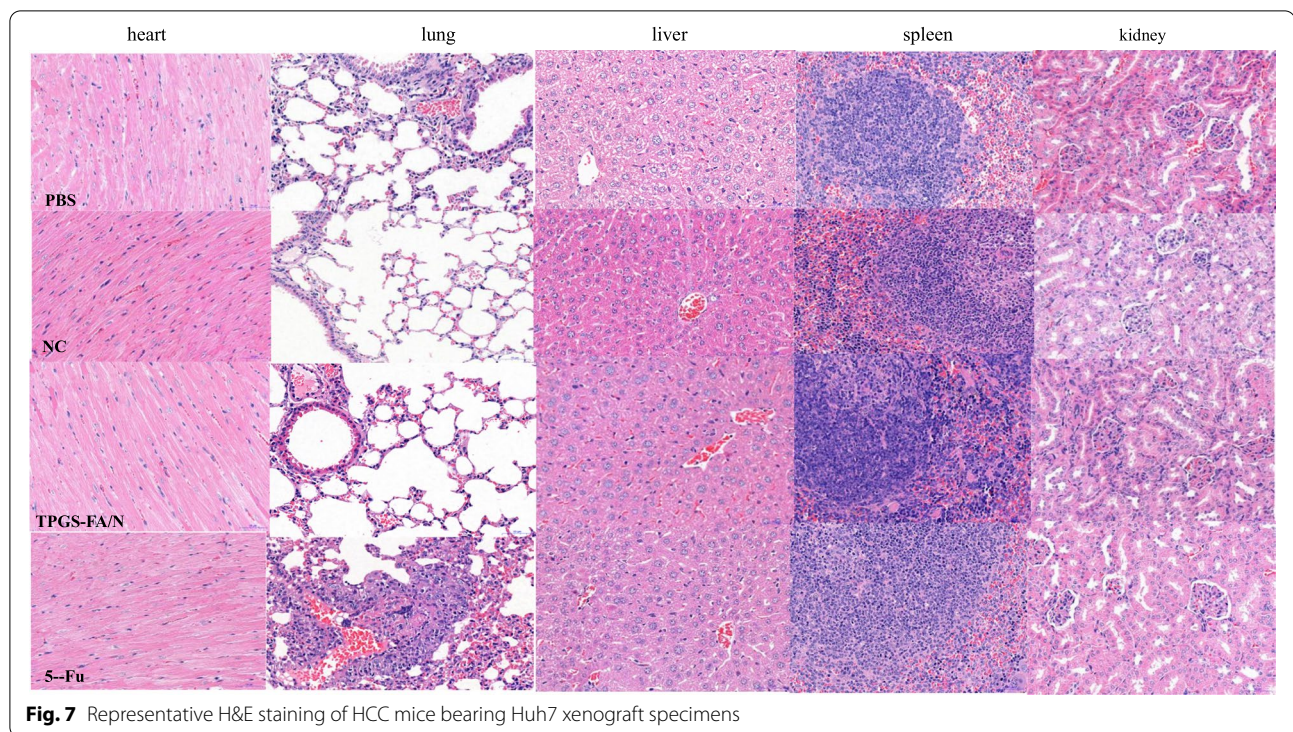 heart lung liver spleen kidney
PBS
NC
TPGS-FA/N
5--Fu
Fig. 7 Representative H&E staining of HCC mice bearing Huh7 xenograft specimens